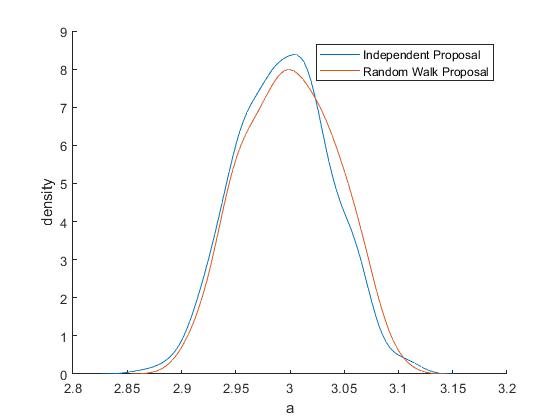 9
8
7
6
5
4
3
2
1
0
density
Independent Proposal
Random Walk Proposal
2.8 2.85 2.9 2.95 3 3.05 3.1 3.15 3.2
a